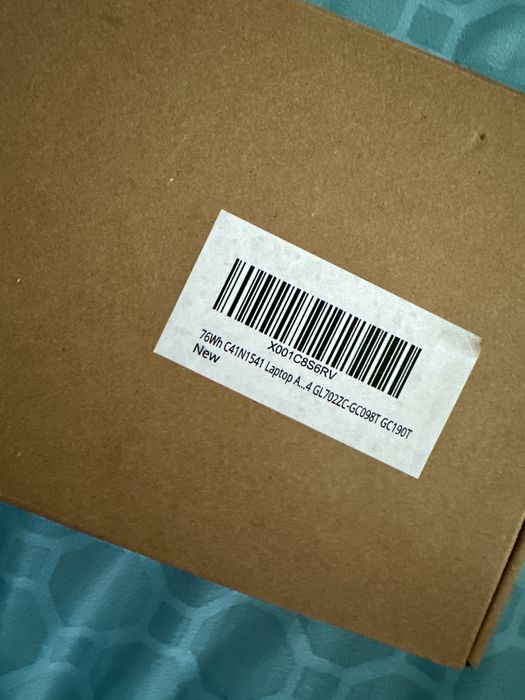 X001C8S6RV
76Wh C41N1541 Laptop A...4 GL702ZC-GC098T GC190T
New